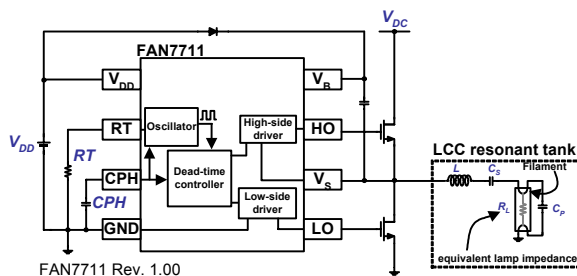 V_DC
FAN7711
V_DD
V_B
High-side
driver
Oscillator
RT
HO
V_DD
RT
LCC resonant tank
Filament
L
C_S
Dead-time
controller
CPH
V_S
CPH
Low-side
driver
R_L
C_P
GND
LO
equivalent lamp impedance
FAN7711 Rev. 1.00